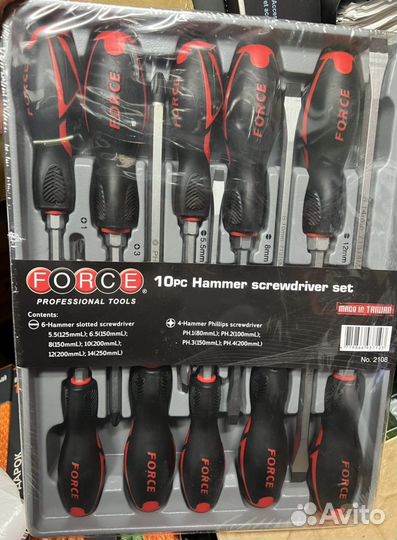 FORCE
FORCE
FORCE
FORCE
1
3
5.5mm
8mm
12mm
FORCE
®
PROFESSIONAL TOOLS
10PC Hammer screwdriver set
MADE IN TAIWAN
Contents:
6-Hammer slotted screwdriver
5.5(125mmL) 6.5(150mmL)
8(150mmL) 10(200mmL)
12(200mmL) 14(250mmL)
4-Hammer Phillips screwdriver
PH.1(80mmL) PH.2(100mmL)
PH.3(150mmL) PH.4(200mmL)
No. 2108
FORCE
FORCE
FORCE
FORCE
FORCE
ДАРОК
Avito